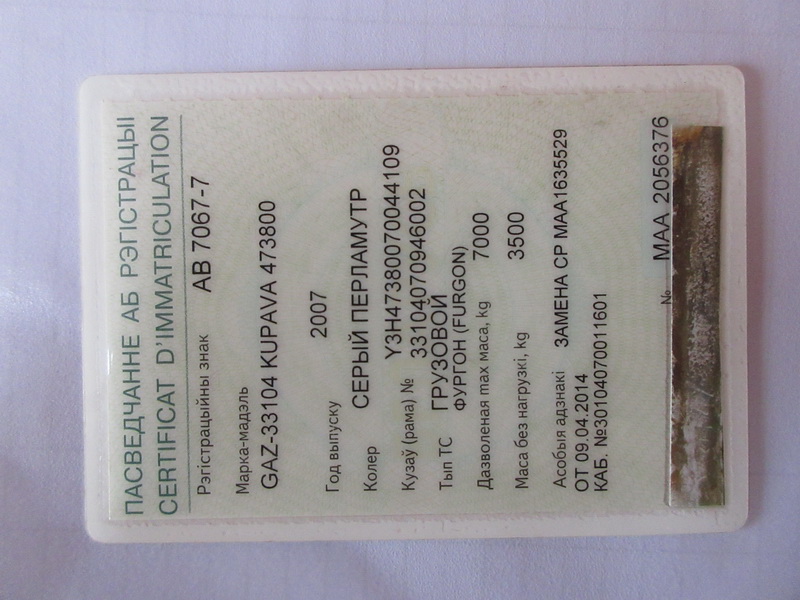 ПАСВЕДЧАННЕ АБ РЭГІСТРАЦЫІ
CERTIFICAT D'IMMATRICULATION
Рэгістрацыйны знак AB 7067-7
Марка-мадэль
GAZ-33104 KUPAVA 473800
Год выпуску 2007
Колер СЕРЫЙ ПЕРЛАМУТР
Кузаў (рама) № Y3H47380070044109
33104070946002
Тып ТС ГРУЗОВОЙ
ФУРГОН (FURGON)
Дазволеная max маса, kg 7000
Маса без нагрузкі, kg 3500
Асобыя адзнакі ЗАМЕНА СР МАА1635529
ОТ 09.04.2014
КАБ. №30104070011601
№ MAA 2056376